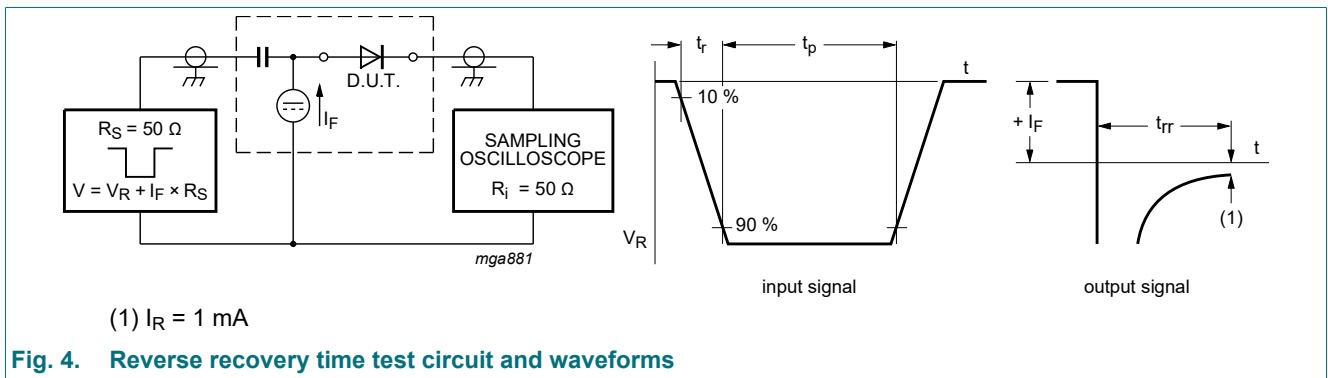 R_S = 50 Ω
V = V_R + I_F × R_S
I_F
D.U.T.
SAMPLING
OSCILLOSCOPE
R_i = 50 Ω
mga881
t_r
t_p
t
10 %
90 %
V_R
input signal
+ I_F
t_rr
t
(1)
output signal
(1) I_R = 1 mA
Fig. 4. Reverse recovery time test circuit and waveforms